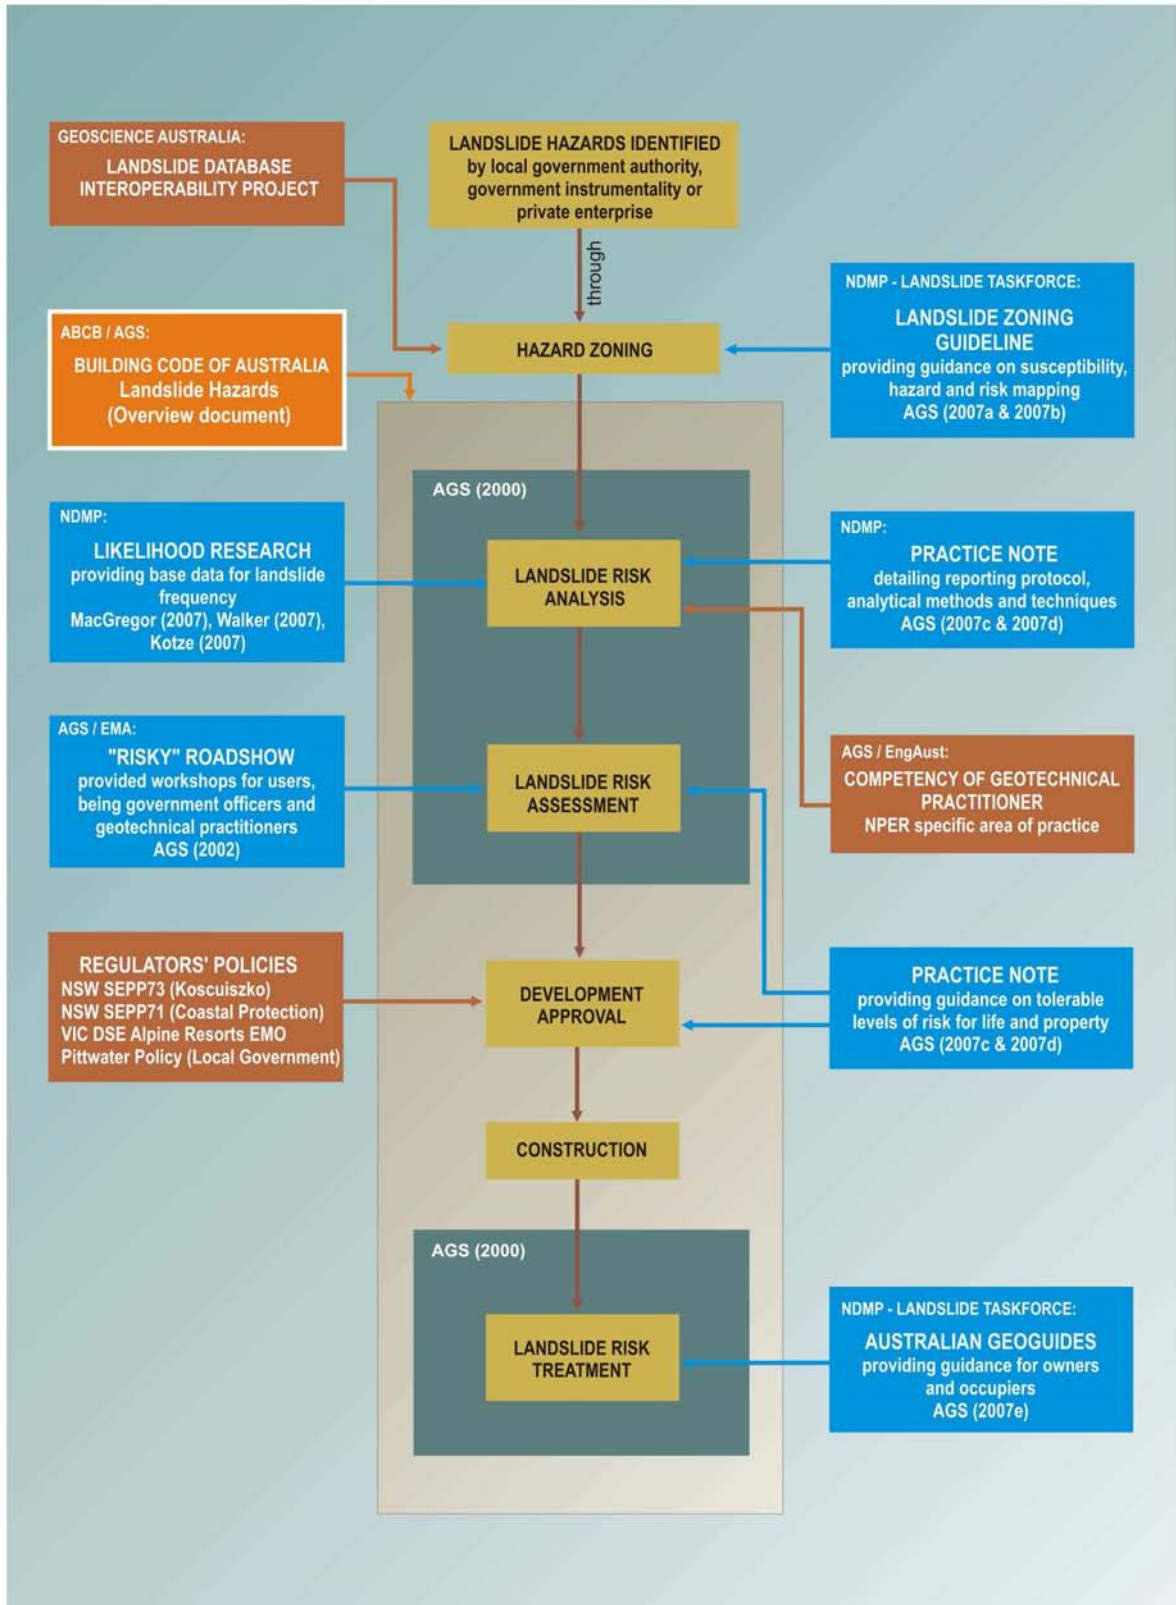 GEOSCIENCE AUSTRALIA:
LANDSLIDE DATABASE
INTEROPERABILITY PROJECT
LANDSLIDE HAZARDS IDENTIFIED
by local government authority,
government instrumentality or
private enterprise
through
HAZARD ZONING
NDMP - LANDSLIDE TASKFORCE:
LANDSLIDE ZONING
GUIDELINE
providing guidance on susceptibility,
hazard and risk mapping
AGS (2007a & 2007b)
ABCB / AGS:
BUILDING CODE OF AUSTRALIA
Landslide Hazards
(Overview document)
AGS (2000)
NDMP:
LIKELIHOOD RESEARCH
providing base data for landslide
frequency
MacGregor (2007), Walker (2007),
Kotze (2007)
LANDSLIDE RISK
ANALYSIS
NDMP:
PRACTICE NOTE
detailing reporting protocol,
analytical methods and techniques
AGS (2007c & 2007d)
AGS / EMA:
"RISKY" ROADSHOW
provided workshops for users,
being government officers and
geotechnical practitioners
AGS (2002)
LANDSLIDE RISK
ASSESSMENT
AGS / EngAust:
COMPETENCY OF GEOTECHNICAL
PRACTITIONER
NPER specific area of practice
REGULATORS' POLICIES
NSW SEPP73 (Koscuiszko)
NSW SEPP71 (Coastal Protection)
VIC DSE Alpine Resorts EMO
Pittwater Policy (Local Government)
DEVELOPMENT
APPROVAL
PRACTICE NOTE
providing guidance on tolerable
levels of risk for life and property
AGS (2007c & 2007d)
CONSTRUCTION
AGS (2000)
LANDSLIDE RISK
TREATMENT
NDMP - LANDSLIDE TASKFORCE:
AUSTRALIAN GEOGUIDES
providing guidance for owners
and occupiers
AGS (2007e)